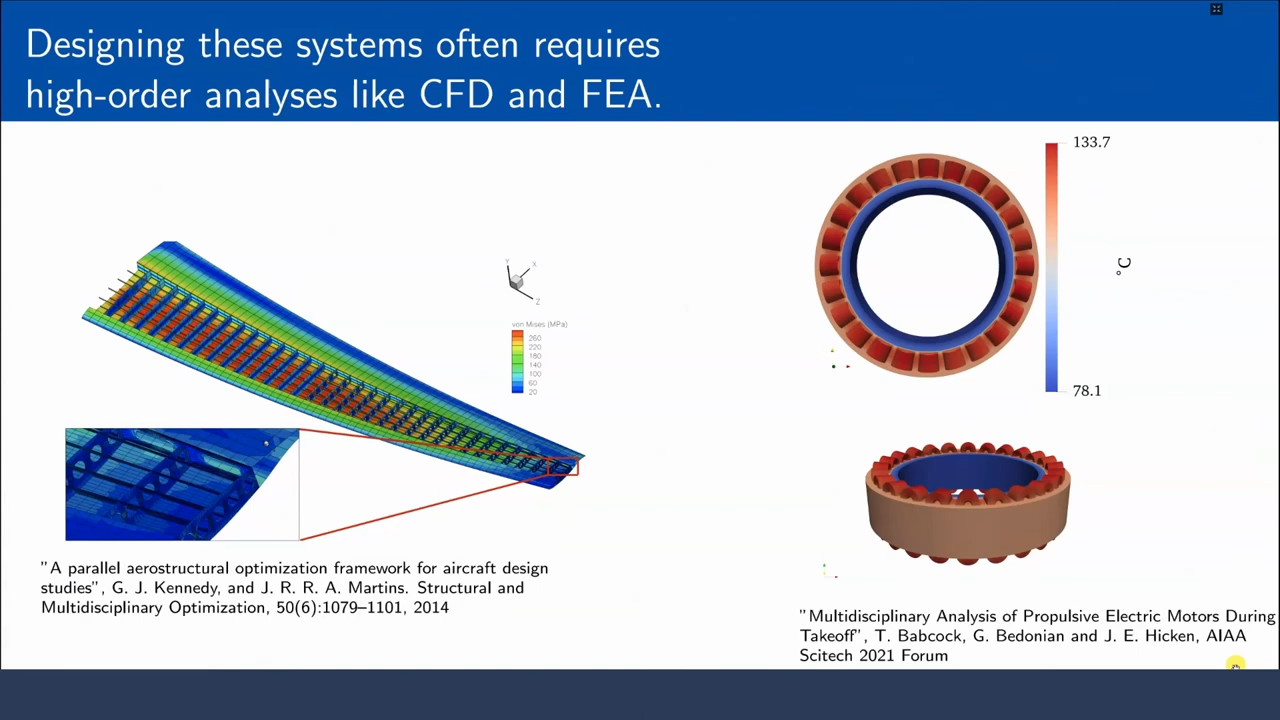 Designing these systems often requires
high-order analyses like CFD and FEA.
Y
X
Z
von Mises (MPa)
260
220
180
140
100
60
20
"A parallel aerostructural optimization framework for aircraft design
studies", G. J. Kennedy, and J. R. R. A. Martins. Structural and
Multidisciplinary Optimization, 50(6):1079–1101, 2014
133.7
°C
78.1
"Multidisciplinary Analysis of Propulsive Electric Motors During
Takeoff", T. Babcock, G. Bedonian and J. E. Hicken, AIAA
Scitech 2021 Forum